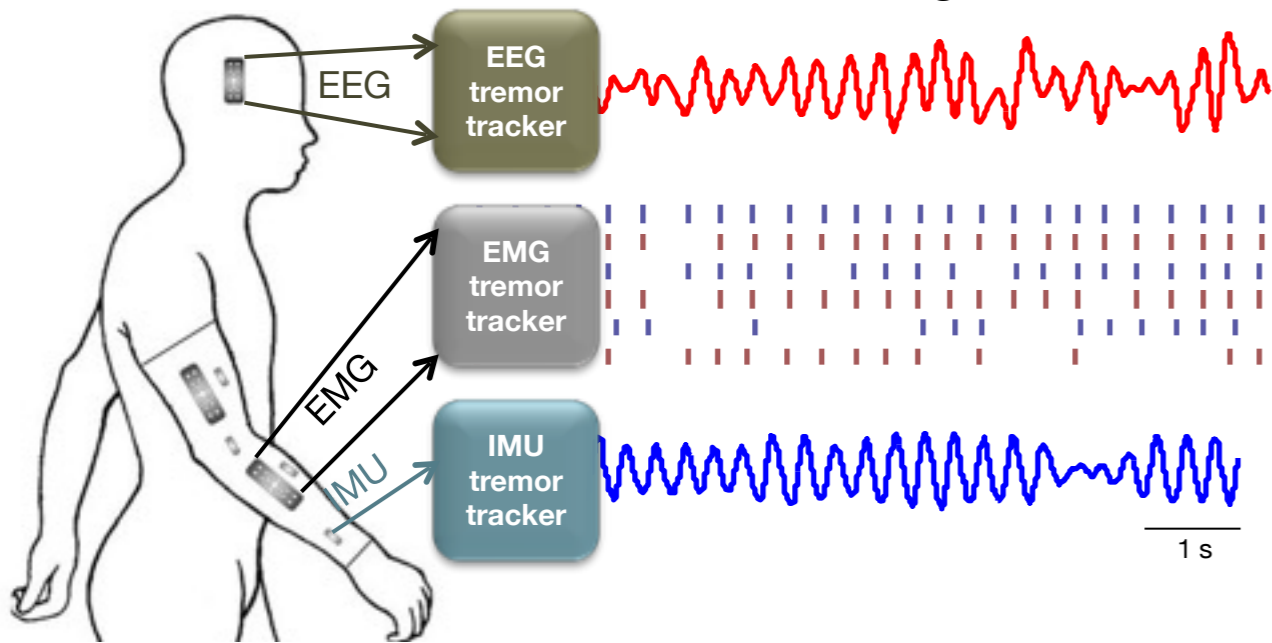 EEG
EEG
tremor
tracker
EMG
EMG
tremor
tracker
IMU
IMU
tremor
tracker
1 s